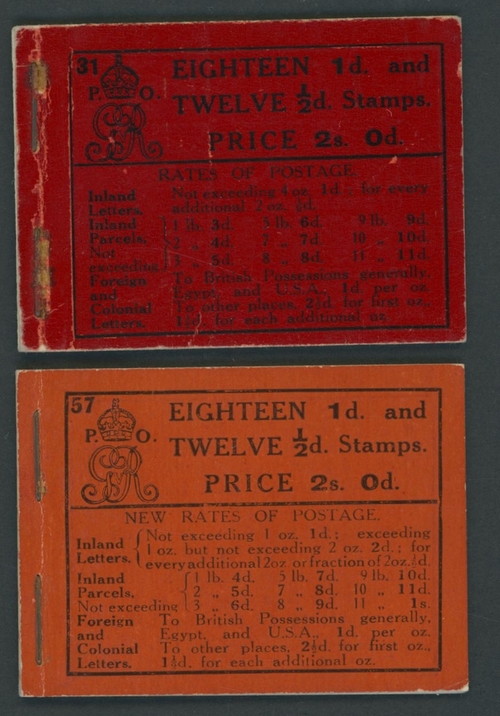 31
P. O.
GR
EIGHTEEN 1d. and
TWELVE ½d. Stamps.
PRICE 2s. 0d.
RATES OF POSTAGE.
Inland Letters. Not exceeding 4 oz. 1d.; for every
additional 2 oz. ½d.
Inland Parcels, Not exceeding
1 lb. 3d. 5 lb. 6d. 9 lb. 9d.
2 „ 4d. 7 „ 7d. 10 „ 10d.
3 „ 5d. 8 „ 8d. 11 „ 11d.
Foreign and Colonial Letters.
To British Possessions generally,
Egypt, and U.S.A., 1d. per oz.
To other places, 2½d. for first oz.,
1½d. for each additional oz.
57
P. O.
GR
EIGHTEEN 1d. and
TWELVE ½d. Stamps.
PRICE 2s. 0d.
NEW RATES OF POSTAGE.
Inland Letters.
Not exceeding 1 oz. 1d.; exceeding
1 oz. but not exceeding 2 oz. 2d.; for
every additional 2 oz. or fraction of 2 oz. ½d.
Inland Parcels, Not exceeding
1 lb. 4d. 5 lb. 7d. 9 lb. 10d.
2 „ 5d. 7 „ 8d. 10 „ 11d.
3 „ 6d. 8 „ 9d. 11 „ 1s.
Foreign and Colonial Letters.
To British Possessions generally,
Egypt, and U.S.A., 1d. per oz.
To other places, 2½d. for first oz.,
1½d. for each additional oz.